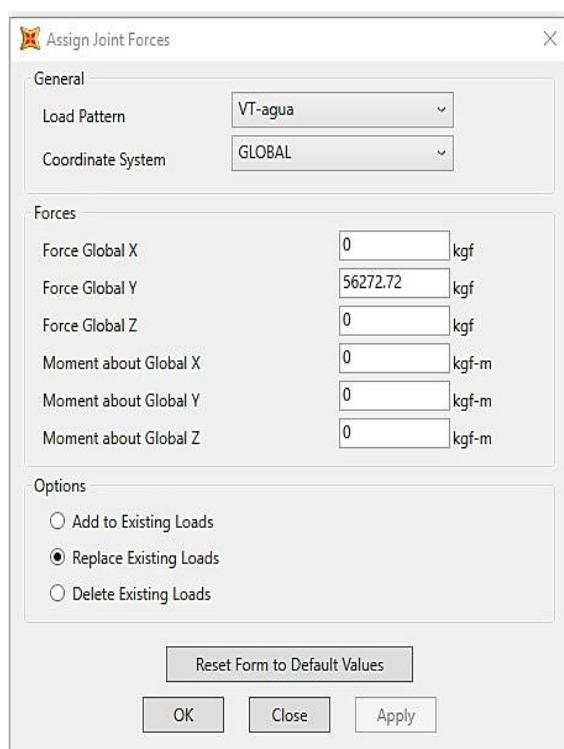 Assign Joint Forces
General
Load Pattern VT-agua
Coordinate System GLOBAL
Forces
Force Global X 0 kgf
Force Global Y 56272.72 kgf
Force Global Z 0 kgf
Moment about Global X 0 kgf-m
Moment about Global Y 0 kgf-m
Moment about Global Z 0 kgf-m
Options
Add to Existing Loads
Replace Existing Loads
Delete Existing Loads
Reset Form to Default Values
OK Close Apply